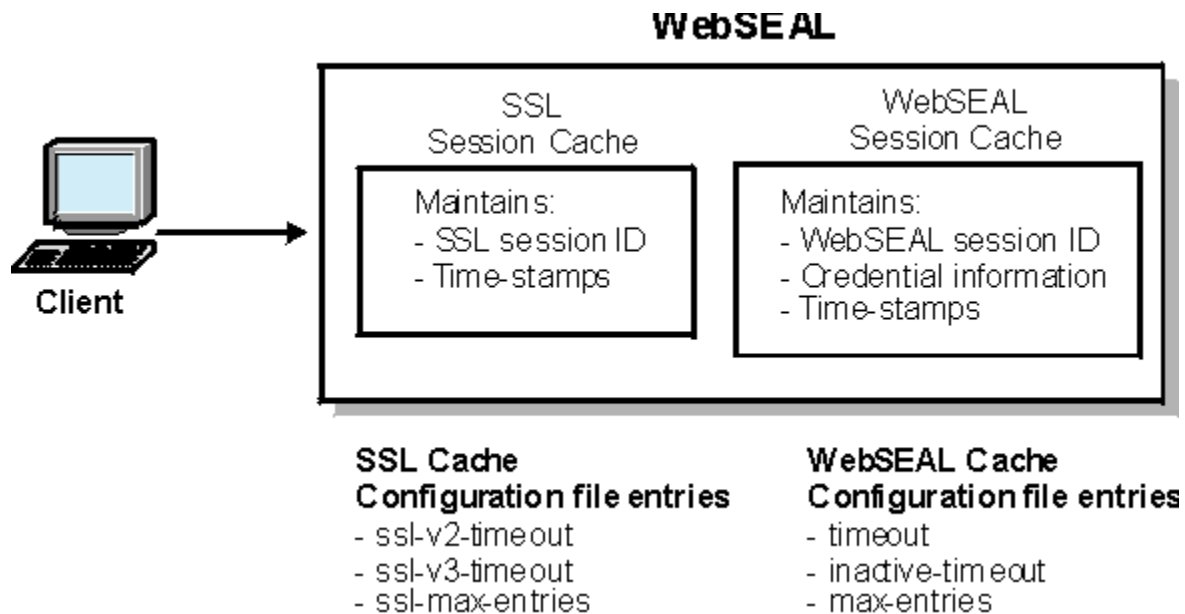 WebSEAL
SSL
Session Cache
Maintains:
- SSL session ID
- Time-stamps
WebSEAL
Session Cache
Maintains:
- WebSEAL session ID
- Credential information
- Time-stamps
Client
SSL Cache
Configuration file entries
- ssl-v2-timeout
- ssl-v3-timeout
- ssl-max-entries
WebSEAL Cache
Configuration file entries
- timeout
- inactive-timeout
- max-entries